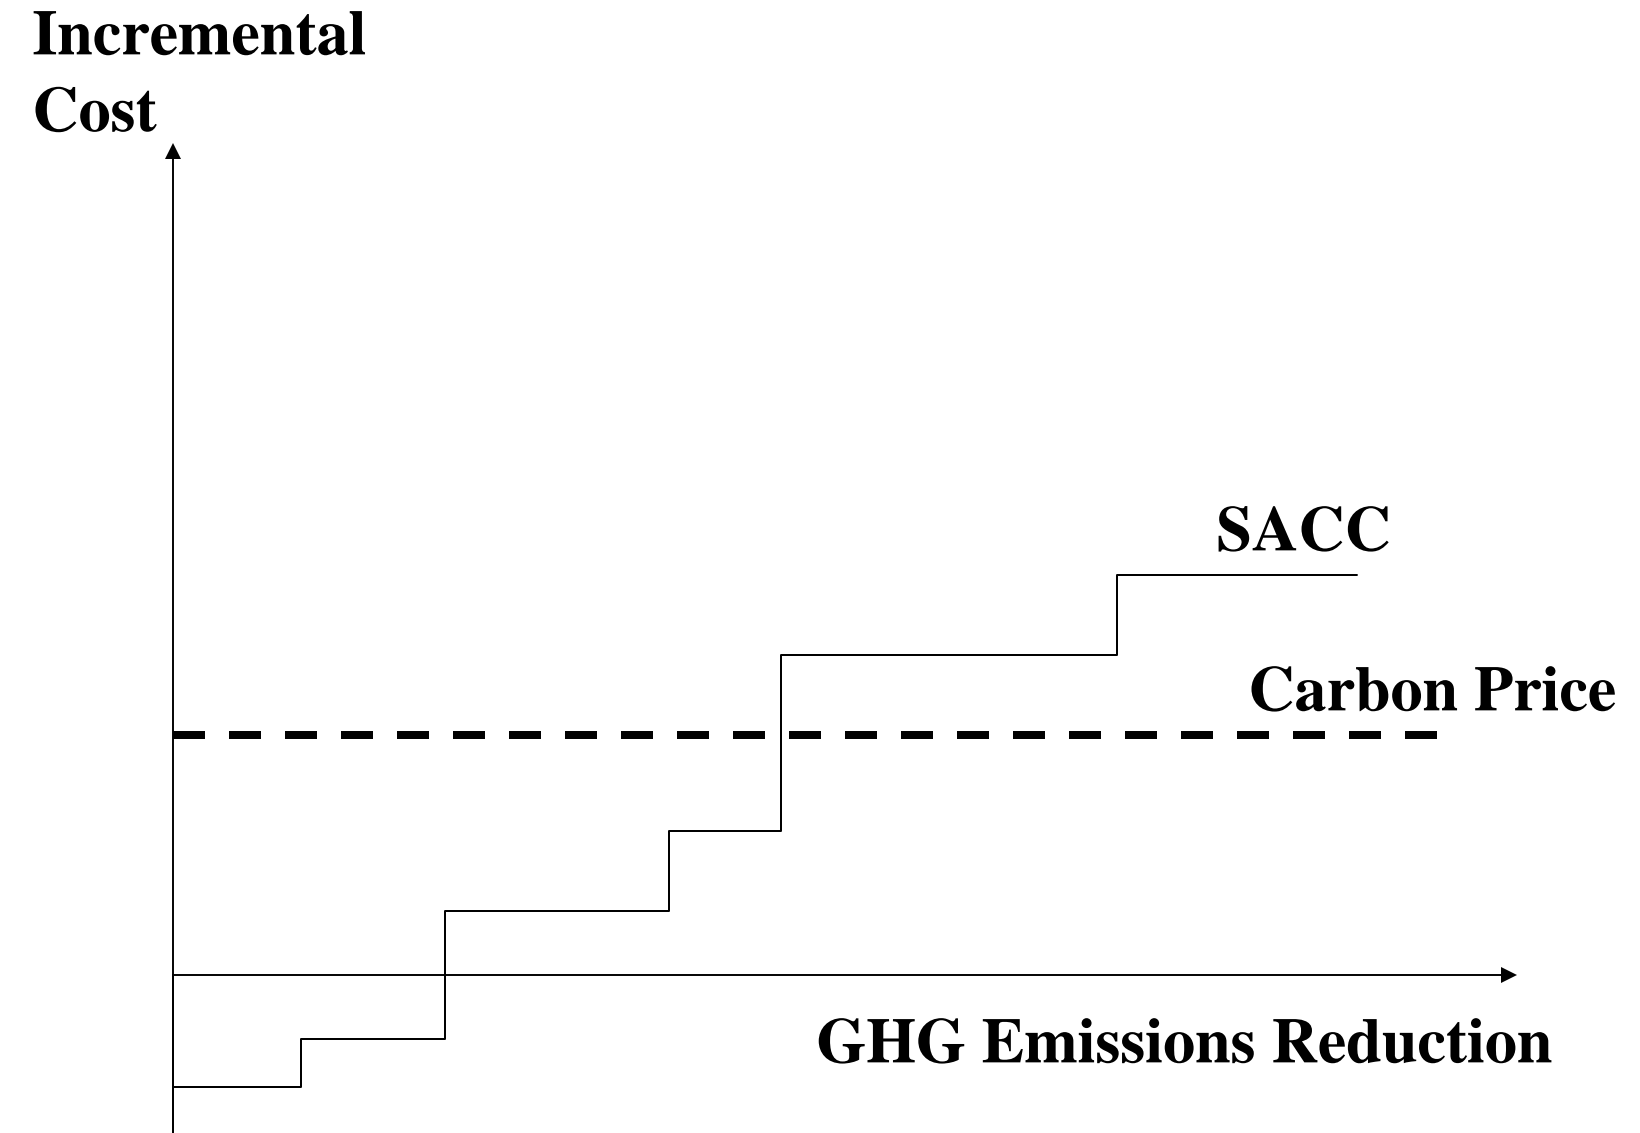 Incremental
Cost
SACC
Carbon Price
GHG Emissions Reduction